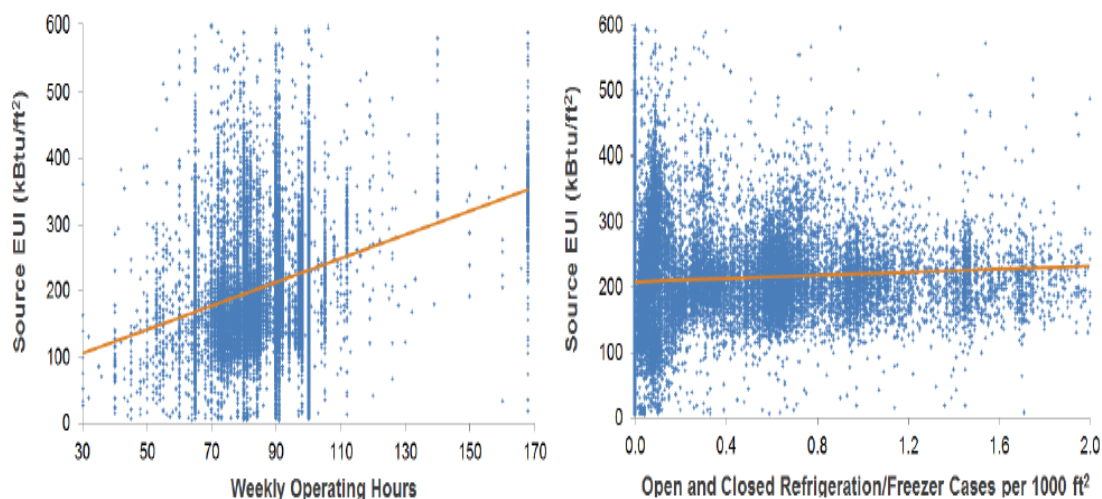 Source EUI (kBtu/ft²)
600
500
400
300
200
100
0
30 50 70 90 110 130 150 170
Weekly Operating Hours
Source EUI (kBtu/ft²)
600
500
400
300
200
100
0
0.0 0.4 0.8 1.2 1.6 2.0
Open and Closed Refrigeration/Freezer Cases per 1000 ft²